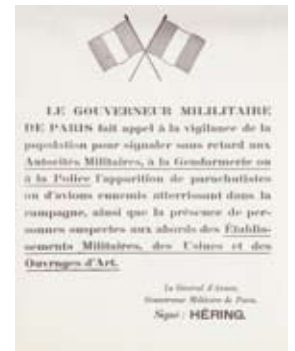 LE GOUVERNEUR MILILITAIRE
DE PARIS fait appel à la vigilance de la
population pour signaler sans retard aux
Autorités Militaires, à la Gendarmerie ou
à la Police l'apparition de parachutistes
ou d'avions ennemis atterrissant dans la
campagne, ainsi que la présence de per-
sonnes suspectes aux abords des Établis-
sements Militaires, des Usines et des
Ouvrages d'Art.
Le Général d'Armée,
Gouverneur Militaire de Paris,
Signé : HÉRING.